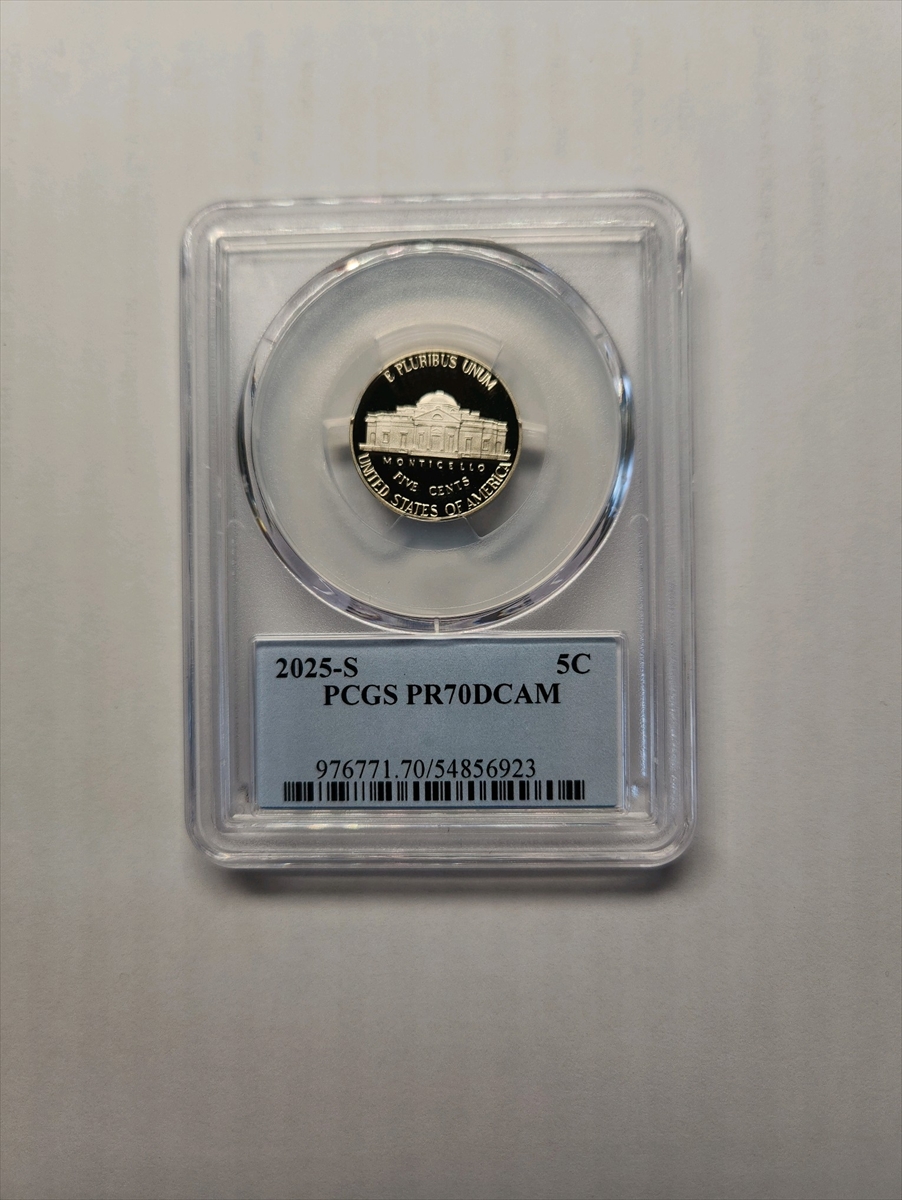 E PLURIBUS UNUM
MONTICELLO
FIVE CENTS
UNITED STATES OF AMERICA
2025-S 5C
PCGS PR70DCAM
976771.70/54856923